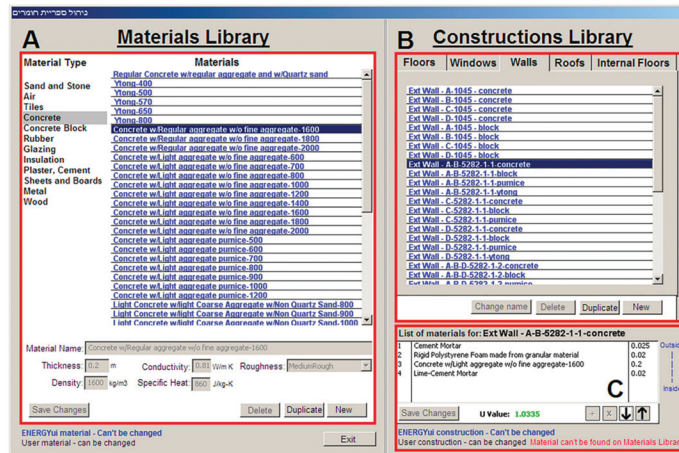 ניהול ספריית חומרים
A Materials Library
Material Type Materials
Sand and Stone
Air
Tiles
Concrete
Concrete Block
Rubber
Glazing
Insulation
Plaster, Cement
Sheets and Boards
Metal
Wood
Regular Concrete w/regular aggregate and w/Quartz sand
Ytong-400
Ytong-500
Ytong-570
Ytong-650
Ytong-800
Concrete w/Regular aggregate w/o fine aggregate-1600
Concrete w/Regular aggregate w/o fine aggregate-1800
Concrete w/Regular aggregate w/o fine aggregate-2000
Concrete w/Light aggregate w/o fine aggregate-600
Concrete w/Light aggregate w/o fine aggregate-700
Concrete w/Light aggregate w/o fine aggregate-800
Concrete w/Light aggregate w/o fine aggregate-1000
Concrete w/Light aggregate w/o fine aggregate-1200
Concrete w/Light aggregate w/o fine aggregate-1400
Concrete w/Light aggregate w/o fine aggregate-1600
Concrete w/Light aggregate w/o fine aggregate-1800
Concrete w/Light aggregate w/o fine aggregate-2000
Concrete w/Light aggregate pumice-500
Concrete w/Light aggregate pumice-600
Concrete w/Light aggregate pumice-700
Concrete w/Light aggregate pumice-800
Concrete w/Light aggregate pumice-900
Concrete w/Light aggregate pumice-1000
Concrete w/Light aggregate pumice-1200
Light Concrete w/light Coarse Aggregate w/Non Quartz Sand-800
Light Concrete w/light Coarse Aggregate w/Non Quartz Sand-900
Light Concrete w/light Coarse Aggregate w/Non Quartz Sand-1000
Material Name: Concrete w/Regular aggregate w/o fine aggregate-1600
Thickness: 0.2 m Conductivity: 0.81 W/m K Roughness: MediumRough
Density: 1600 kg/m3 Specific Heat: 860 J/kg-K
Save Changes Delete Duplicate New
ENERGYui material - Can't be changed
User material - can be changed
Exit
B Constructions Library
Floors Windows Walls Roofs Internal Floors
Ext Wall - A-1045 - concrete
Ext Wall - B-1045 - concrete
Ext Wall - C-1045 - concrete
Ext Wall - D-1045 - concrete
Ext Wall - A-1045 - block
Ext Wall - B-1045 - block
Ext Wall - C-1045 - block
Ext Wall - D-1045 - block
Ext Wall - A-B-5282-1-1-concrete
Ext Wall - A-B-5282-1-1-block
Ext Wall - A-B-5282-1-1-pumice
Ext Wall - A-B-5282-1-1-ytong
Ext Wall - C-5282-1-1-concrete
Ext Wall - C-5282-1-1-block
Ext Wall - C-5282-1-1-pumice
Ext Wall - D-5282-1-1-concrete
Ext Wall - D-5282-1-1-block
Ext Wall - D-5282-1-1-pumice
Ext Wall - D-5282-1-1-ytong
Ext Wall - A-B-D-5282-1-2-concrete
Ext Wall - A-B-D-5282-1-2-block
Ext Wall - A-B-D-5282-1-2-pumice
Change name Delete Duplicate New
List of materials for: Ext Wall - A-B-5282-1-1-concrete
1 Cement Mortar 0.025
2 Rigid Polystyrene Foam made from granular material 0.02
3 Concrete w/Light aggregate w/o fine aggregate-1600 0.2
4 Lime-Cement Mortar 0.02
Outside
Inside
C
Save Changes U Value: 1.0335 + x
ENERGYui construction - Can't be changed
User construction - can be changed Material can't be found on Materials Library